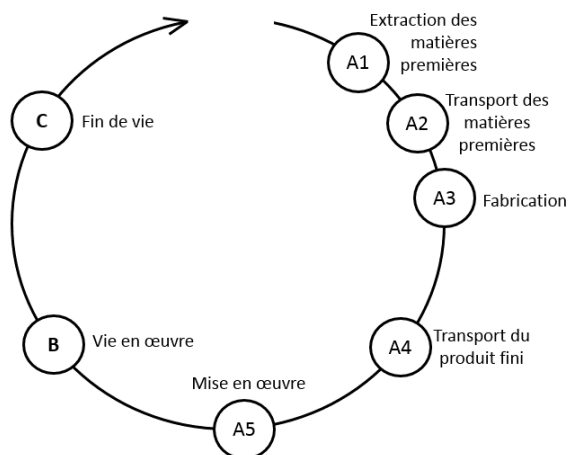 Extraction des
matières
premières
A1
Transport des
matières
premières
A2
A3
Fabrication
A4
Transport du
produit fini
Mise en œuvre
A5
B
Vie en œuvre
C
Fin de vie